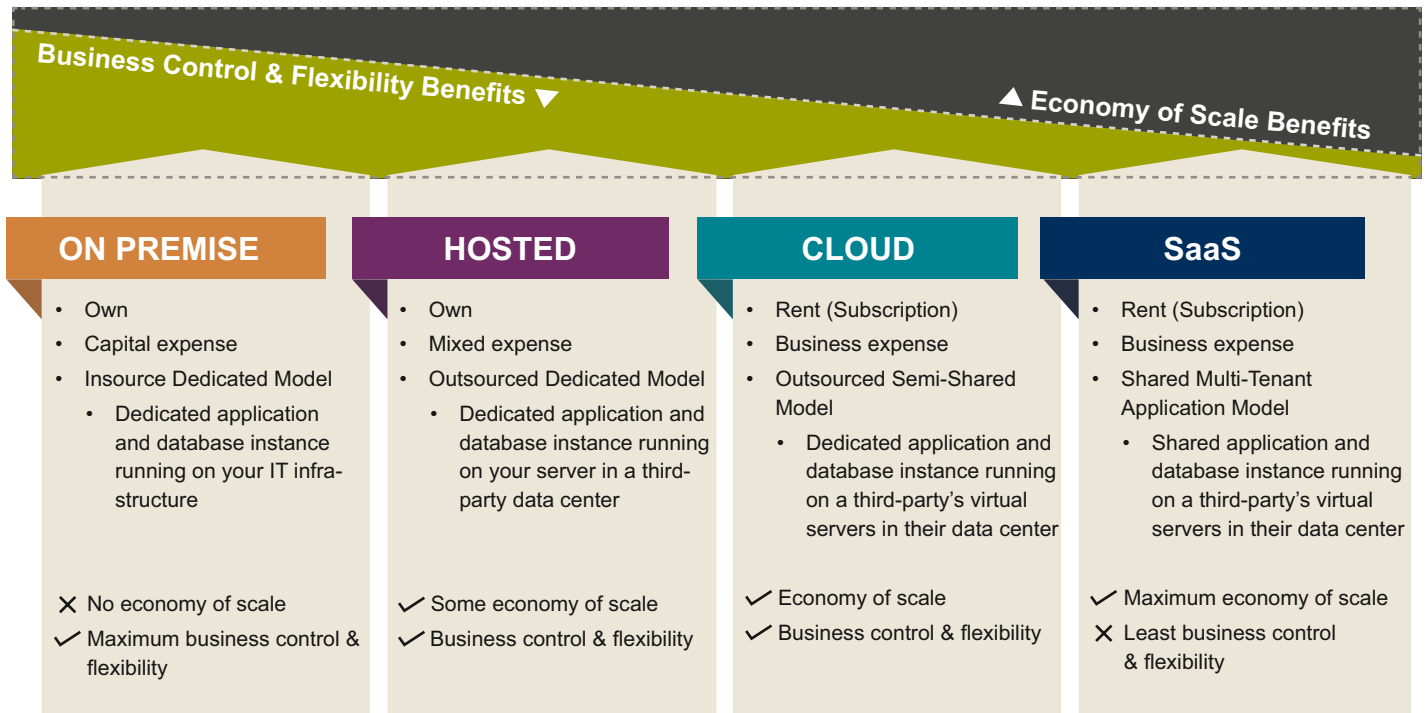 Business Control & Flexibility Benefits
Economy of Scale Benefits
ON PREMISE
• Own
• Capital expense
• Insource Dedicated Model
• Dedicated application
and database instance
running on your IT infra-
structure
No economy of scale
Maximum business control &
flexibility
HOSTED
• Own
• Mixed expense
• Outsourced Dedicated Model
• Dedicated application and
database instance running
on your server in a third-
party data center
Some economy of scale
Business control & flexibility
CLOUD
• Rent (Subscription)
• Business expense
• Outsourced Semi-Shared
Model
• Dedicated application and
database instance running
on a third-party’s virtual
servers in their data center
Economy of scale
Business control & flexibility
SaaS
• Rent (Subscription)
• Business expense
• Shared Multi-Tenant
Application Model
• Shared application and
database instance running
on a third-party’s virtual
servers in their data center
Maximum economy of scale
Least business control
& flexibility